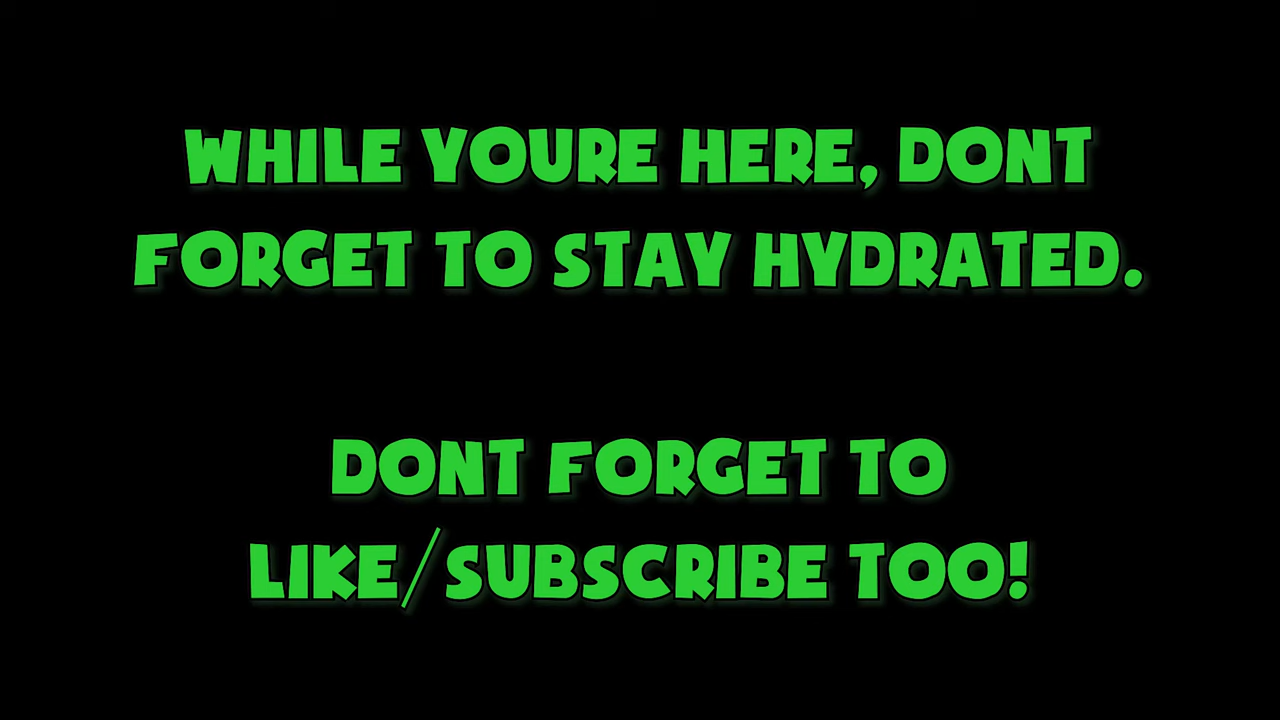 WHILE YOURE HERE, DONT
FORGET TO STAY HYDRATED.
DONT FORGET TO
LIKE/SUBSCRIBE TOO!